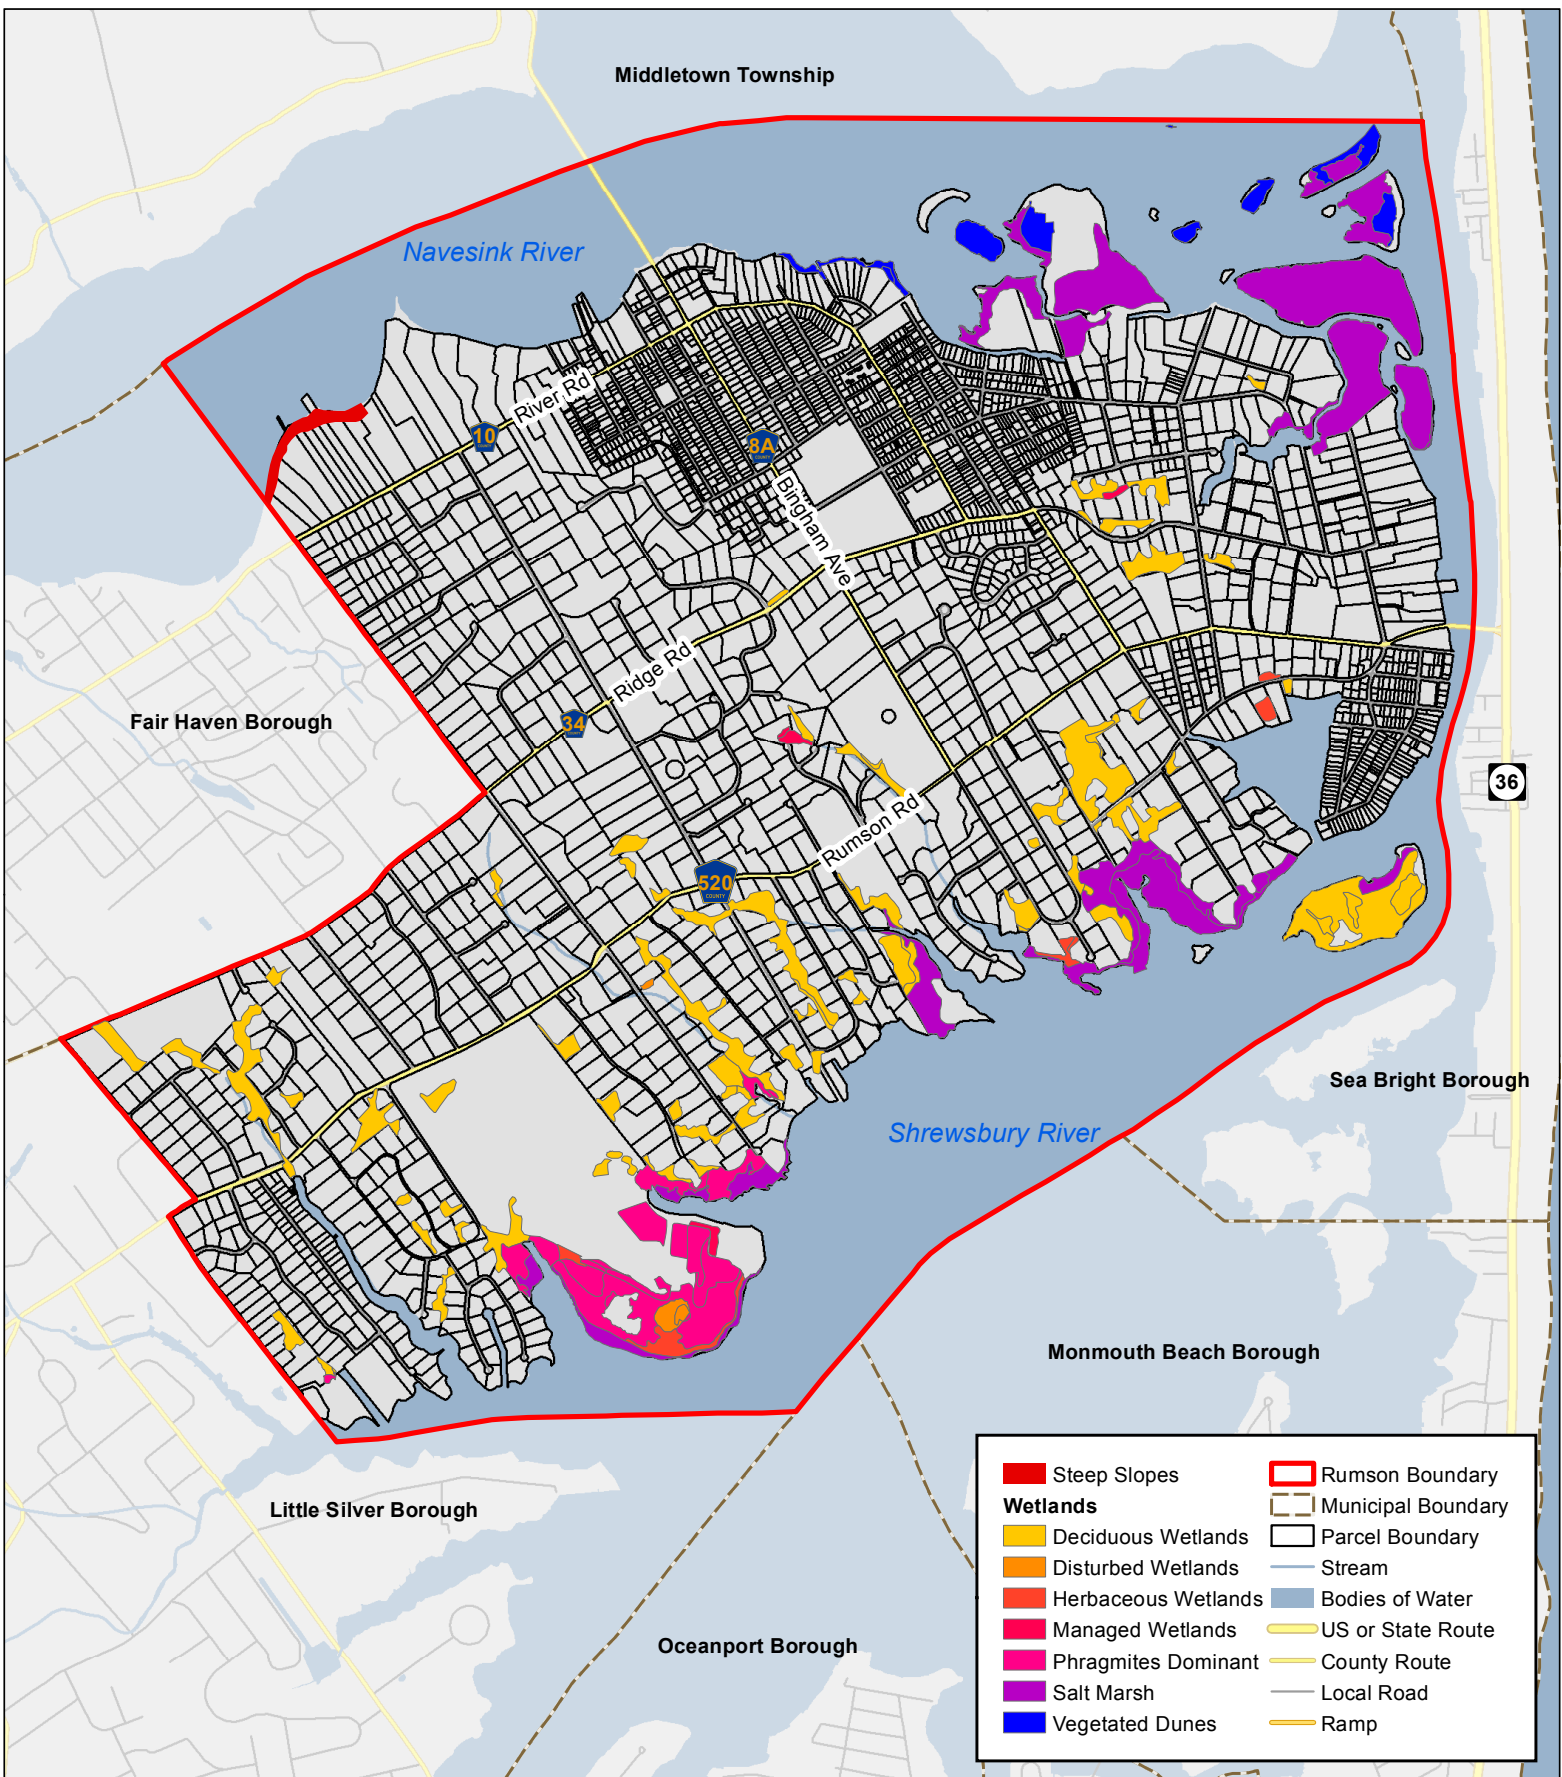 Middletown Township
Navesink River
River Rd
10
COUNTY
8A
COUNTY
Bingham Ave
Ridge Rd
34
Fair Haven Borough
36
Rumson Rd
520
COUNTY
Sea Bright Borough
Shrewsbury River
Monmouth Beach Borough
Little Silver Borough
Oceanport Borough
Steep Slopes
Wetlands
Deciduous Wetlands
Disturbed Wetlands
Herbaceous Wetlands
Managed Wetlands
Phragmites Dominant
Salt Marsh
Vegetated Dunes
Rumson Boundary
Municipal Boundary
Parcel Boundary
Stream
Bodies of Water
US or State Route
County Route
Local Road
Ramp